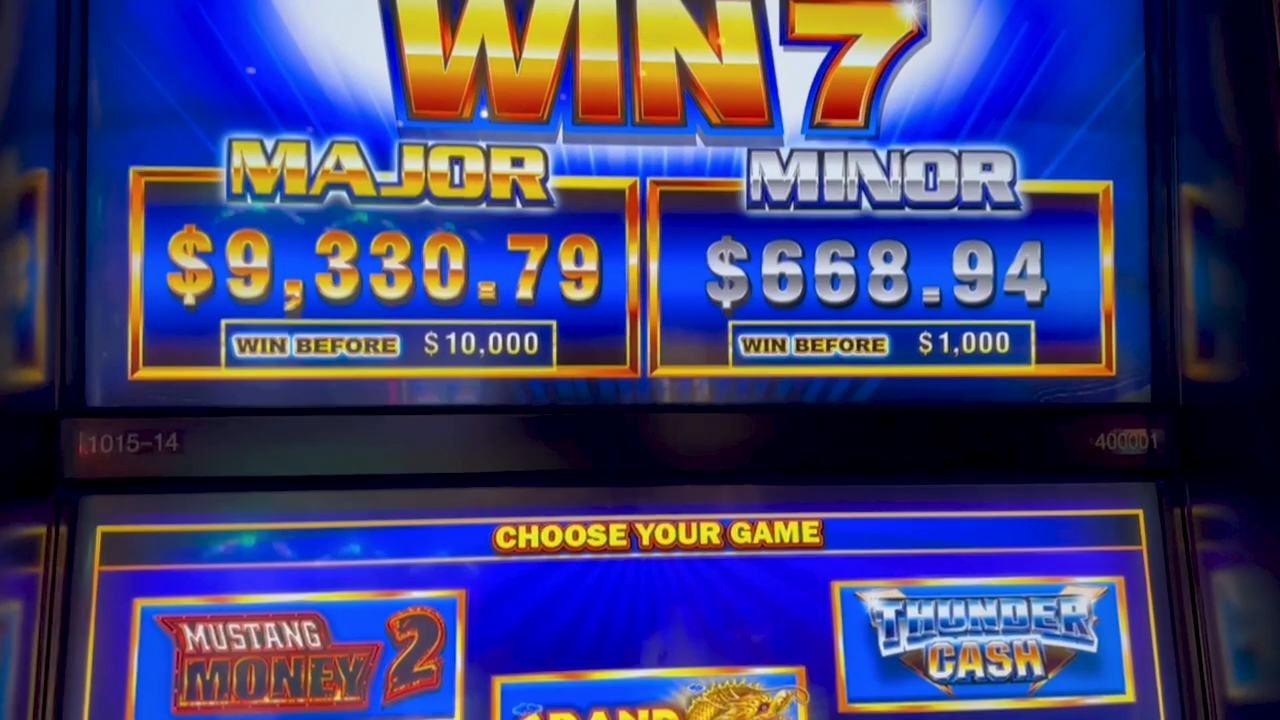 WIN 7
MAJOR
$9,330.79
WIN BEFORE $10,000
MINOR
$668.94
WIN BEFORE $1,000
1015-14
400001
CHOOSE YOUR GAME
MUSTANG
MONEY 2
THUNDER
CASH